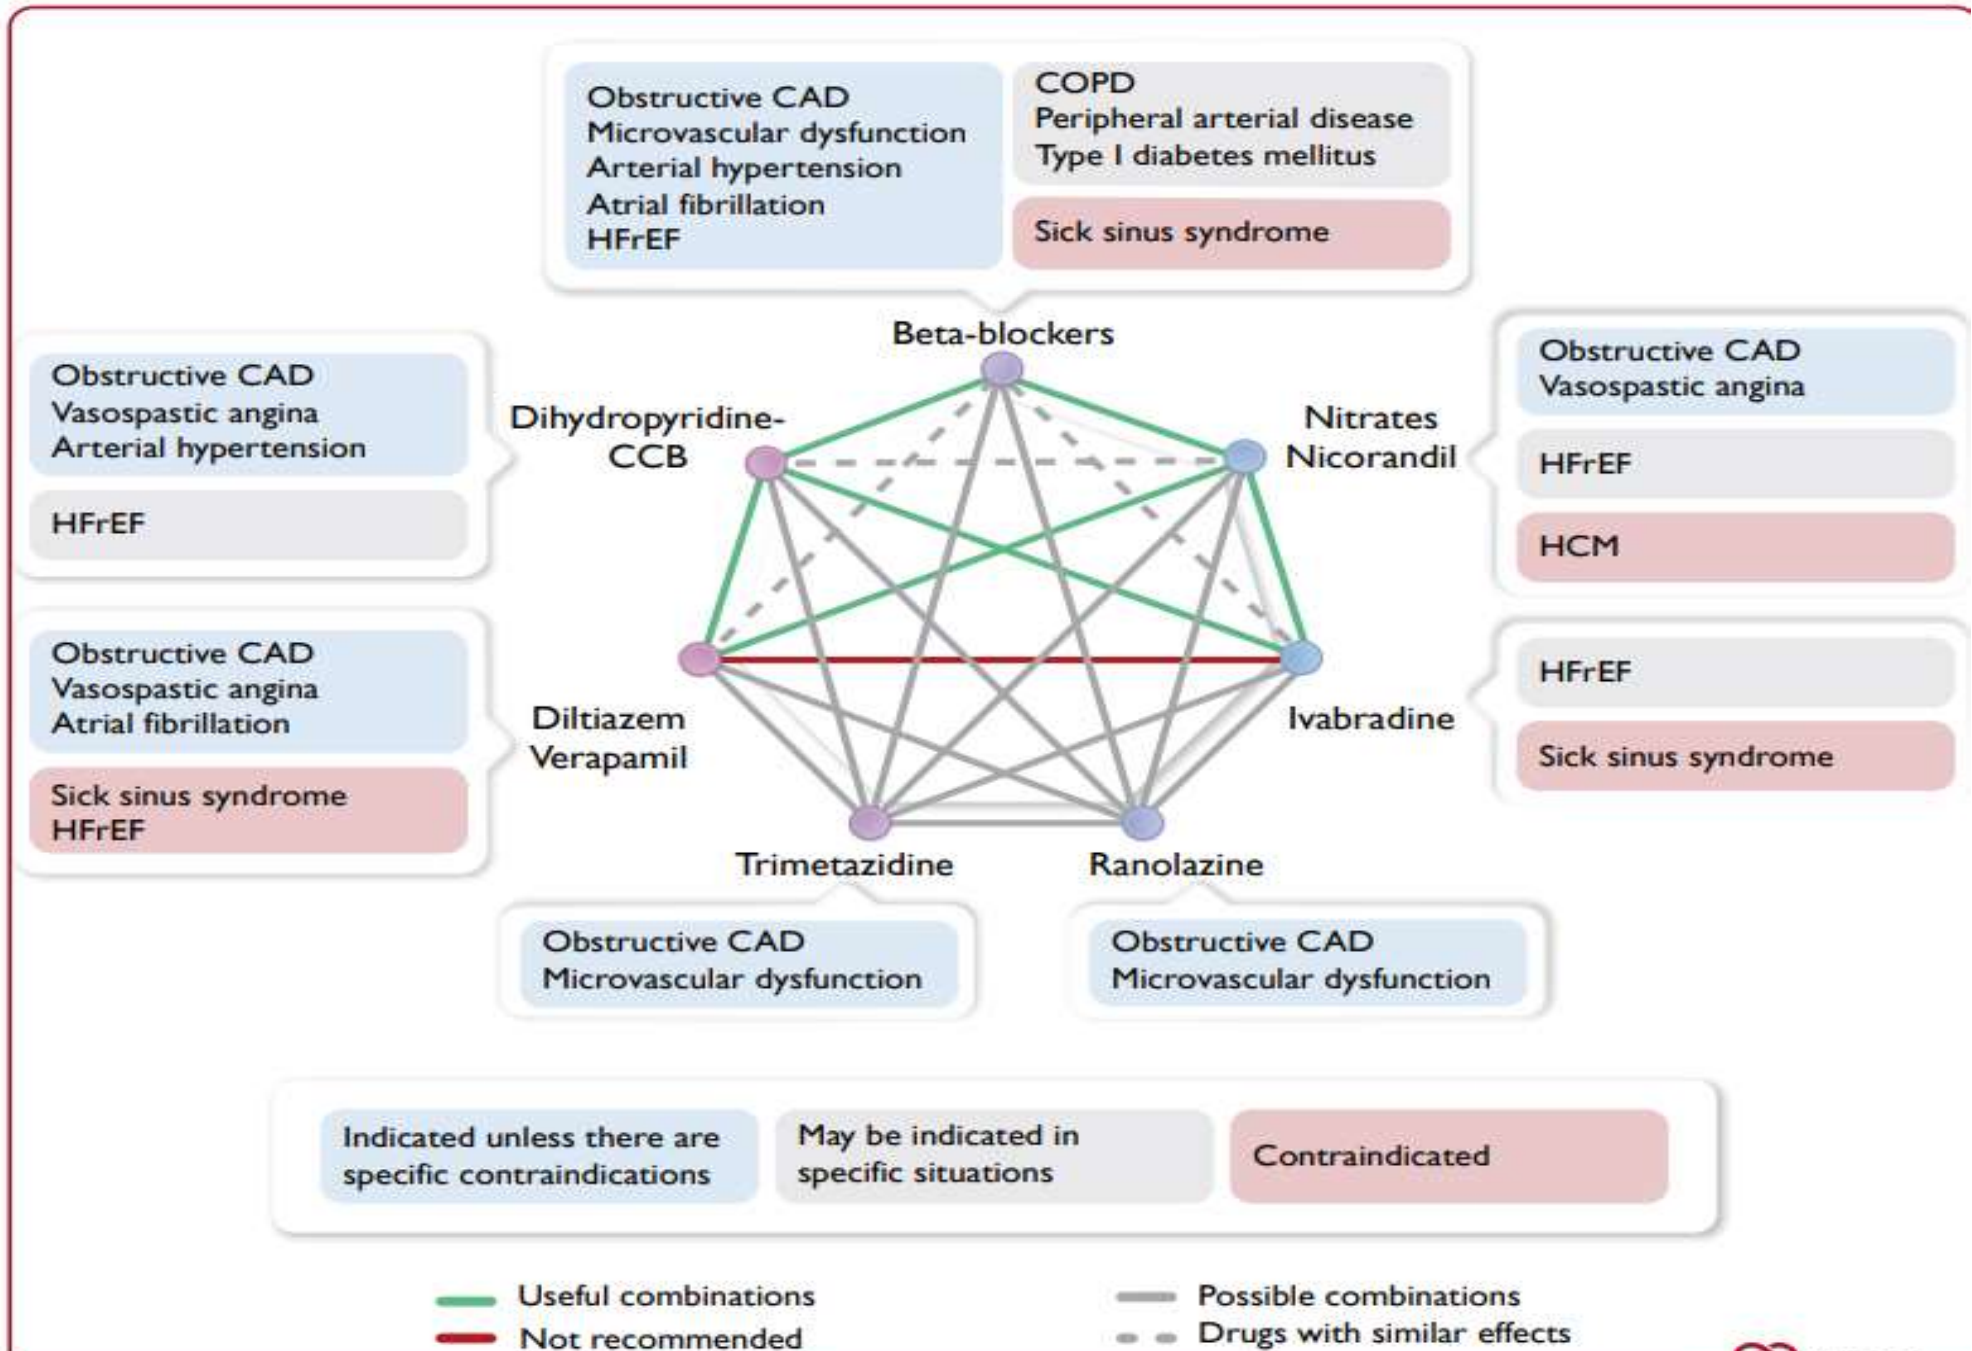 Obstructive CAD
Microvascular dysfunction
Arterial hypertension
Atrial fibrillation
HFrEF
COPD
Peripheral arterial disease
Type I diabetes mellitus
Sick sinus syndrome
Beta-blockers
Obstructive CAD
Vasospastic angina
Arterial hypertension
HFrEF
Dihydropyridine-
CCB
Nitrates
Nicorandil
Obstructive CAD
Vasospastic angina
HFrEF
HCM
Obstructive CAD
Vasospastic angina
Atrial fibrillation
Sick sinus syndrome
HFrEF
Diltiazem
Verapamil
Ivabradine
HFrEF
Sick sinus syndrome
Trimetazidine
Ranolazine
Obstructive CAD
Microvascular dysfunction
Obstructive CAD
Microvascular dysfunction
Indicated unless there are
specific contraindications
May be indicated in
specific situations
Contraindicated
Useful combinations
Not recommended
Possible combinations
Drugs with similar effects